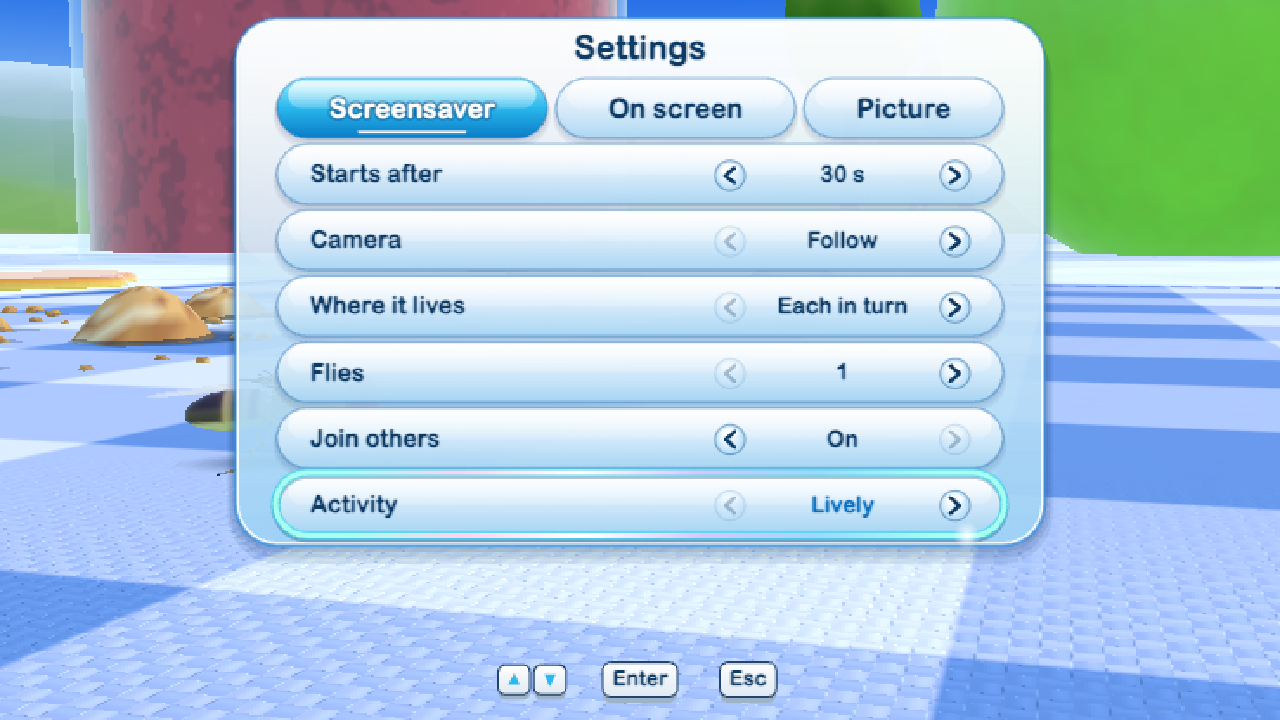 Settings
Screensaver On screen Picture
Starts after 30 s
Camera Follow
Where it lives Each in turn
Flies 1
Join others On
Activity Lively
Enter Esc